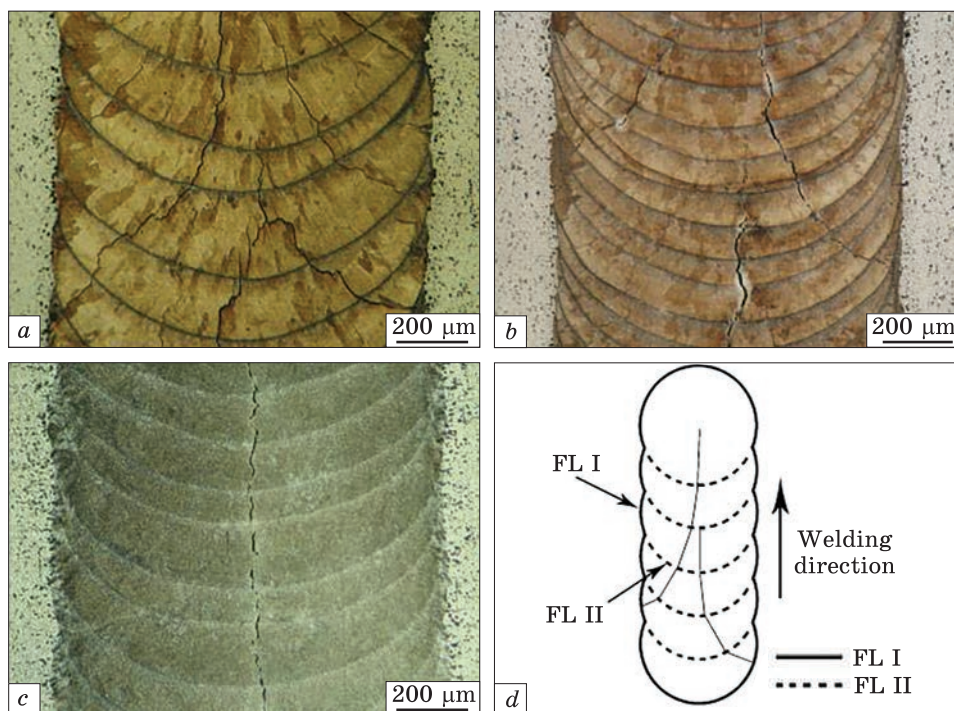 a
200 μm
b
200 μm
c
200 μm
d
FL I
FL II
Welding
direction
FL I
FL II